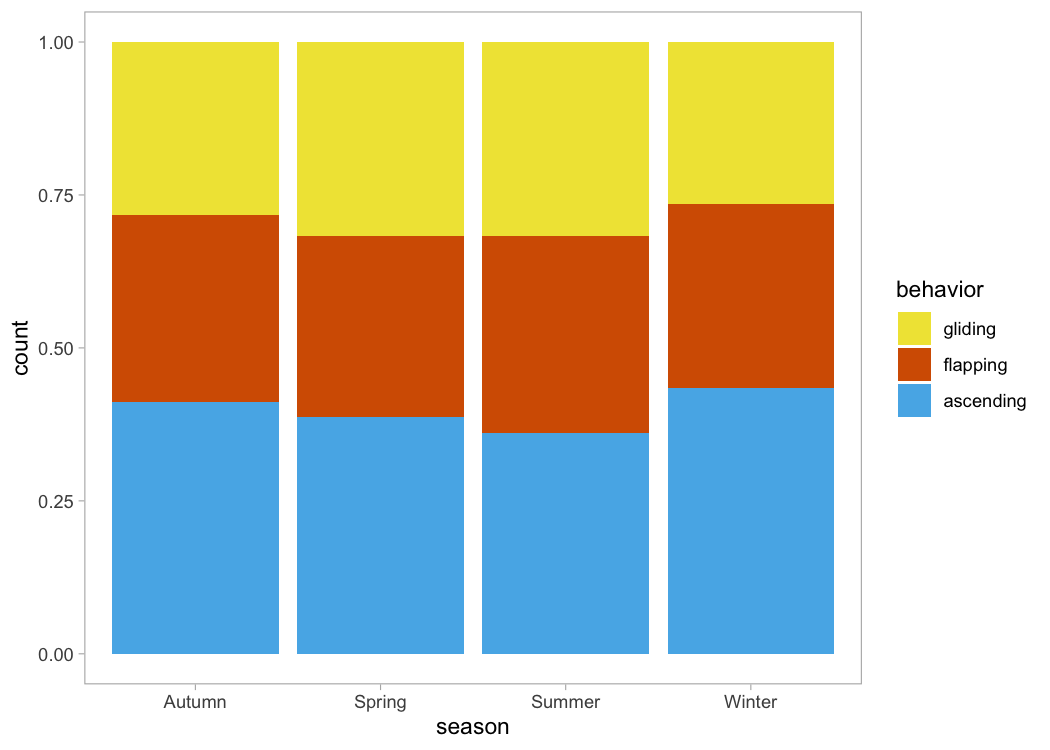 1.00
0.75
0.50
0.25
0.00
count
Autumn
Spring
Summer
Winter
season
behavior
gliding
flapping
ascending